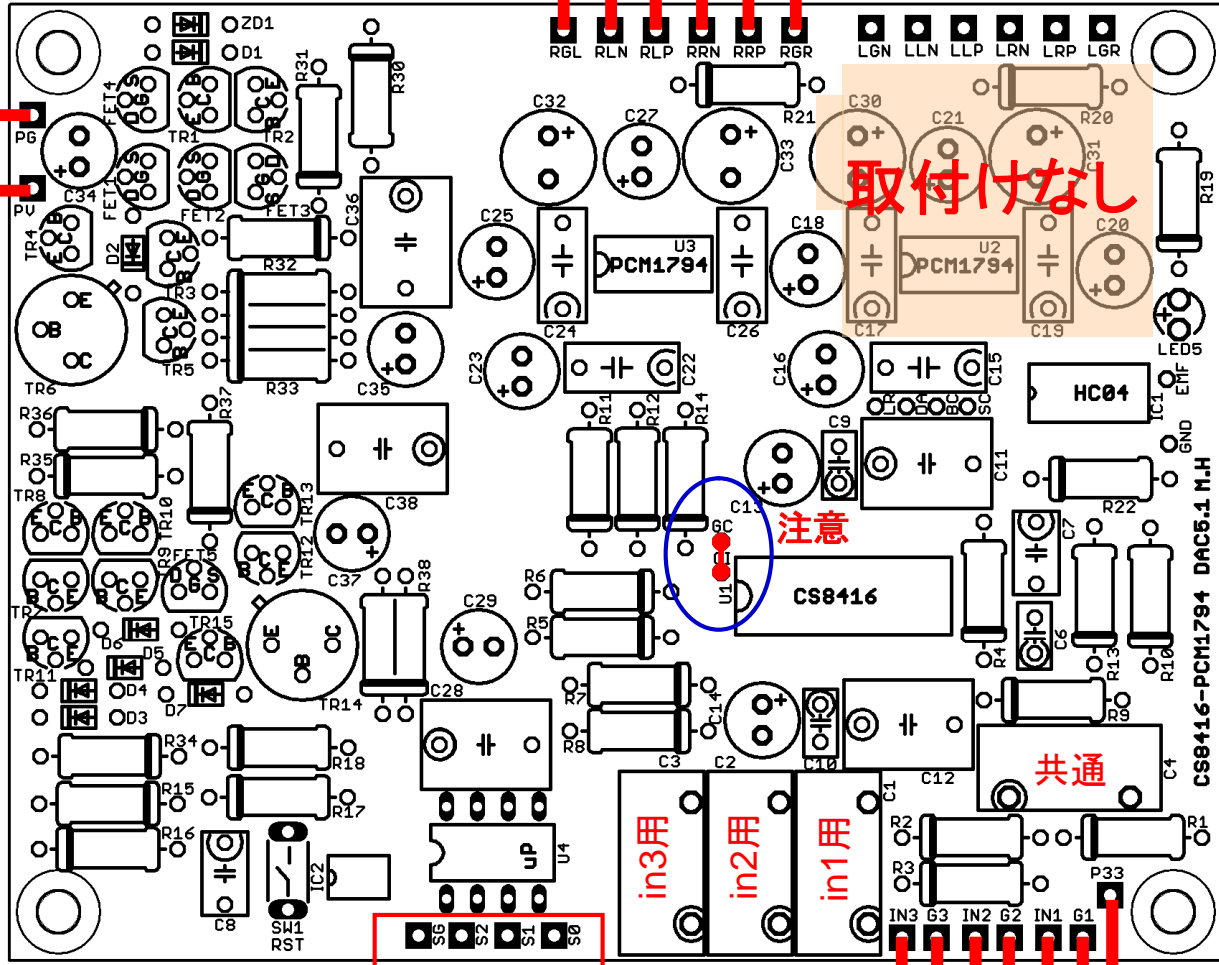 ZD1
D1
RGL RLN RLP RRN RRP RGR
LGN LLN LLP LRN LRP LGR
FET4
TR1
TR2
R31
R30
C32
C27
C33
R21
C30
C21
C31
R20
R19
取付けなし
PG
PV
C34
FET1
FET2
FET3
C36
TR4
D2
TR3
R32
C25
U3
PCM1794
C18
U2
PCM1794
C20
C24
C26
C17
C19
LED5
TR6
TR5
R33
C35
C23
C22
C16
C15
HC04
IC1
EMF
LR
DA
BC
SC
R36
R37
R35
C38
R11
R12
R14
C9
C11
GND
R22
C13
TR8
TR10
TR13
GC
注意
CS8416-PCM1794 DAC5.1 M.H
TR7
R9
FET5
TR12
C37
R38
R6
R5
C29
U1
CS8416
C7
C6
R4
R13
R10
TR11
D6
D5
D4
D3
D7
TR15
TR14
C28
R7
R8
C14
C10
C12
R9
共通
C4
R34
R18
R15
R17
R16
C3
C2
C1
in3用
in2用
in1用
R2
R3
R1
P33
C8
SW1
RST
IC2
uP
U4
SG S2 S1 S0
IN3 G3 IN2 G2 IN1 G1